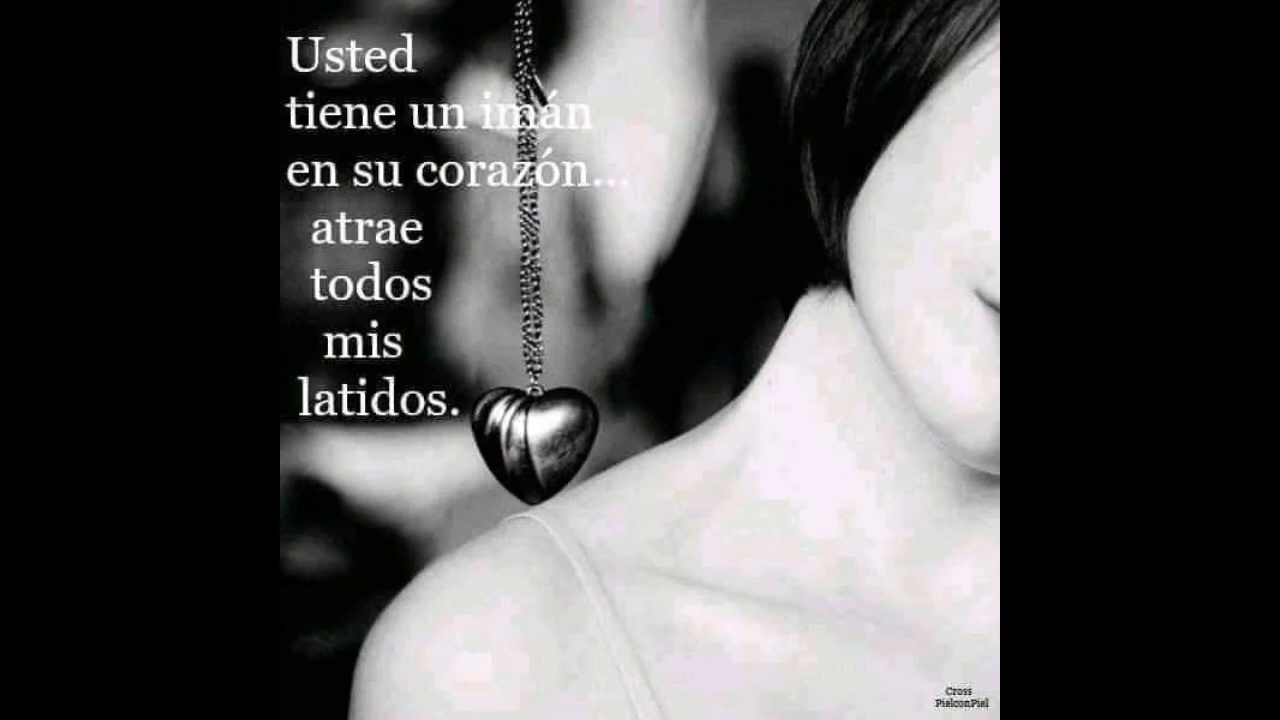 Usted
tiene un imán
en su corazón...
atrae
todos
mis
latidos.
Cross
PielconPiel